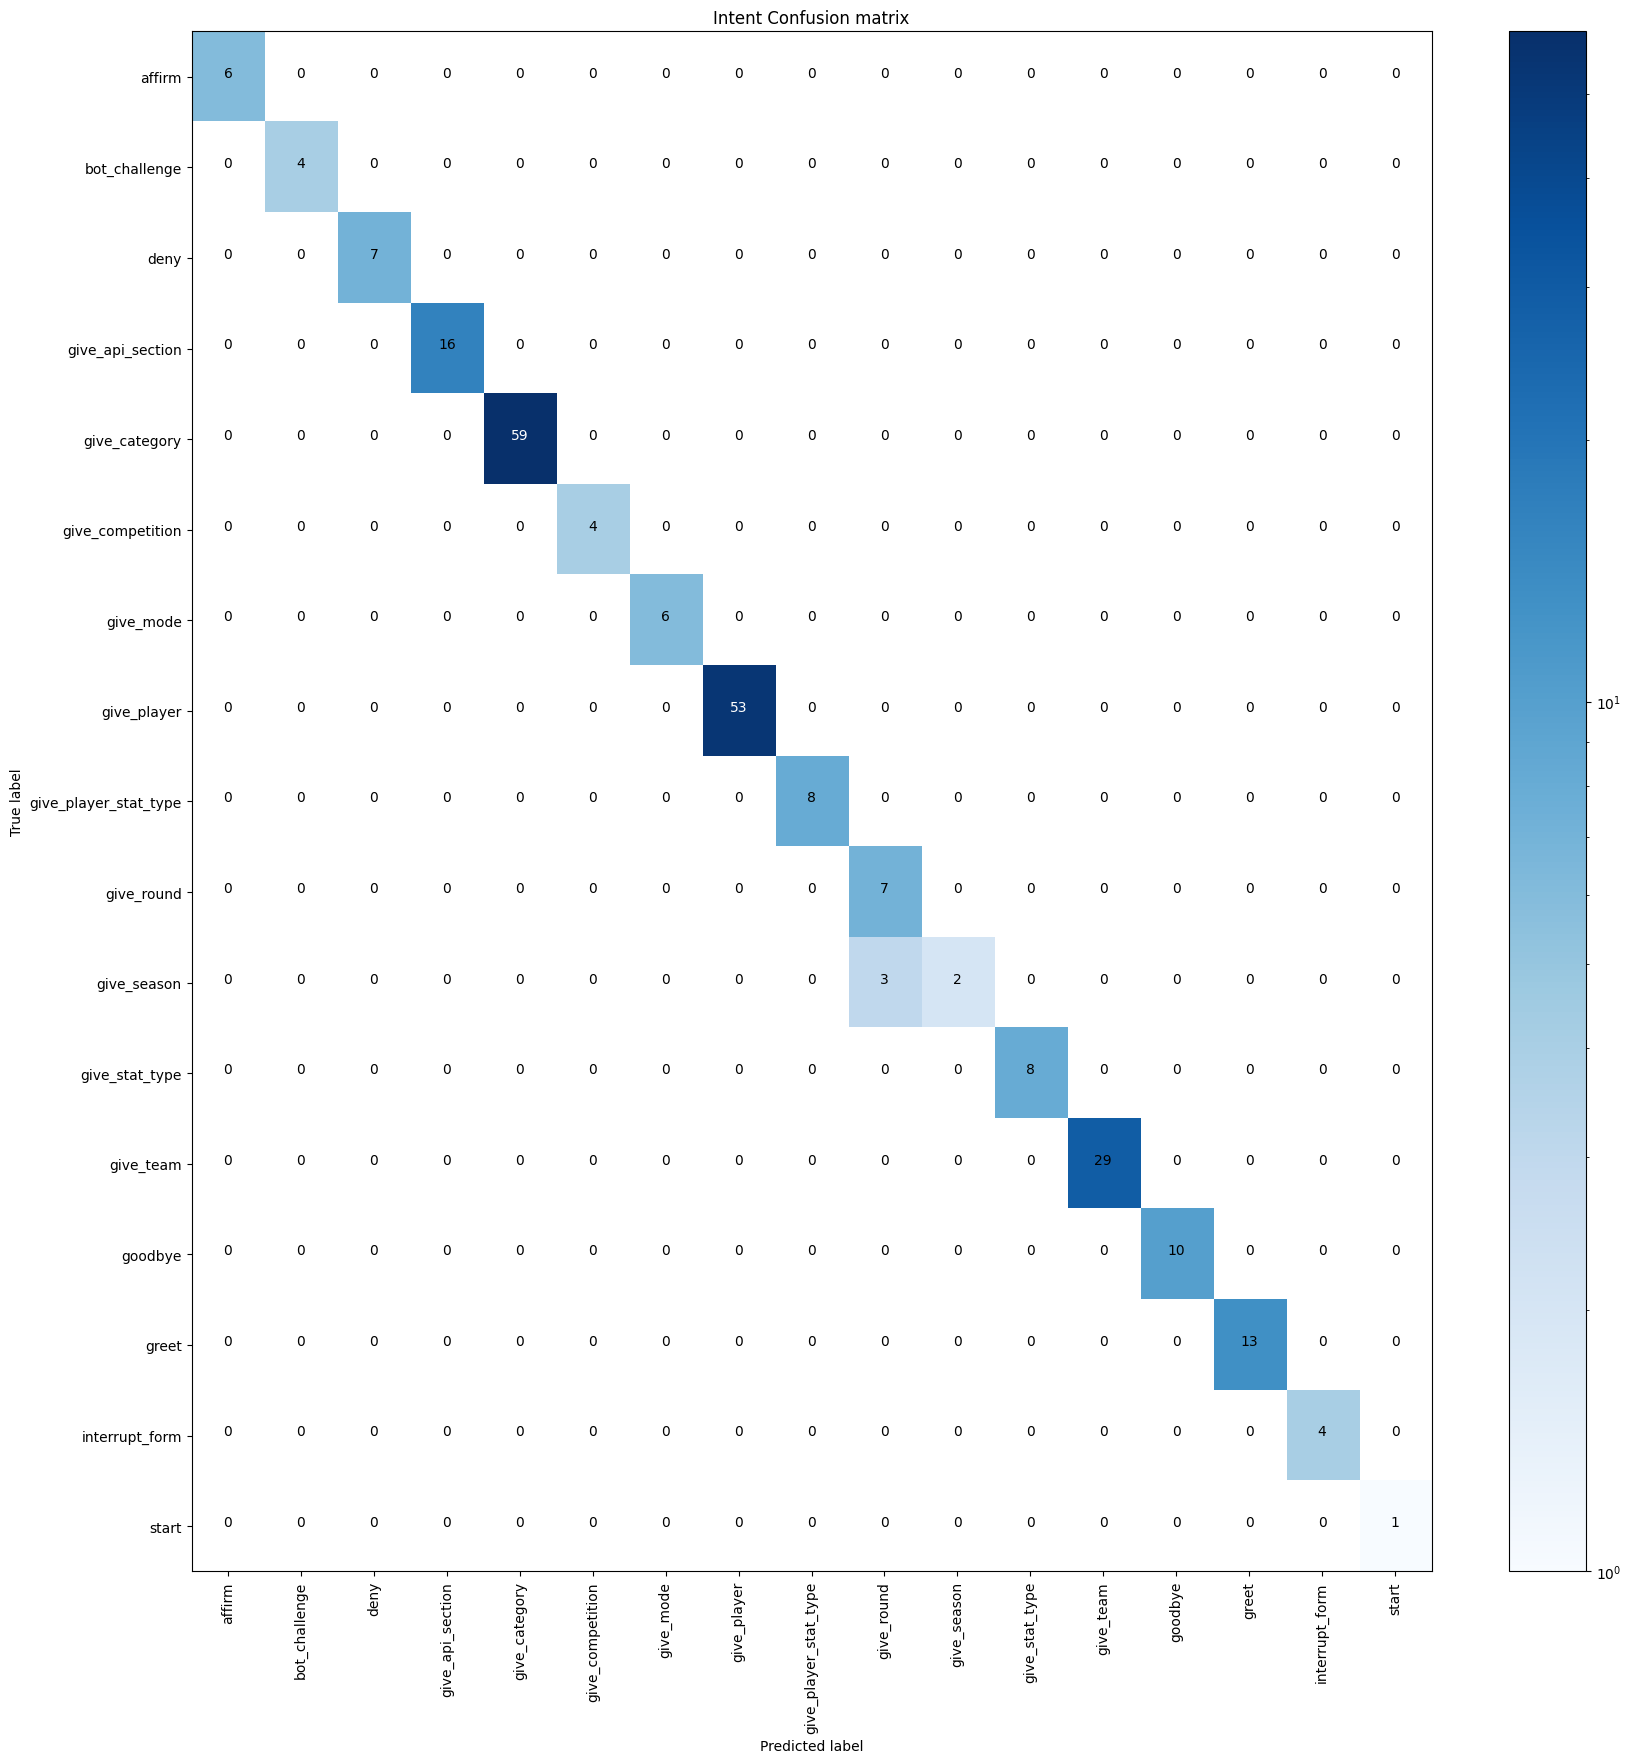 Intent Confusion matrix
affirm 6 0 0 0 0 0 0 0 0 0 0 0 0 0 0 0 0
bot_challenge 0 4 0 0 0 0 0 0 0 0 0 0 0 0 0 0 0
deny 0 0 7 0 0 0 0 0 0 0 0 0 0 0 0 0 0
give_api_section 0 0 0 16 0 0 0 0 0 0 0 0 0 0 0 0 0
give_category 0 0 0 0 59 0 0 0 0 0 0 0 0 0 0 0 0
give_competition 0 0 0 0 0 4 0 0 0 0 0 0 0 0 0 0 0
give_mode 0 0 0 0 0 0 6 0 0 0 0 0 0 0 0 0 0
give_player 0 0 0 0 0 0 0 53 0 0 0 0 0 0 0 0 0
give_player_stat_type 0 0 0 0 0 0 0 0 8 0 0 0 0 0 0 0 0
give_round 0 0 0 0 0 0 0 0 0 7 0 0 0 0 0 0 0
give_season 0 0 0 0 0 0 0 0 0 3 2 0 0 0 0 0 0
give_stat_type 0 0 0 0 0 0 0 0 0 0 0 8 0 0 0 0 0
give_team 0 0 0 0 0 0 0 0 0 0 0 0 29 0 0 0 0
goodbye 0 0 0 0 0 0 0 0 0 0 0 0 0 10 0 0 0
greet 0 0 0 0 0 0 0 0 0 0 0 0 0 0 13 0 0
interrupt_form 0 0 0 0 0 0 0 0 0 0 0 0 0 0 0 4 0
start 0 0 0 0 0 0 0 0 0 0 0 0 0 0 0 0 1
True label
affirm
bot_challenge
deny
give_api_section
give_category
give_competition
give_mode
give_player
give_player_stat_type
give_round
give_season
give_stat_type
give_team
goodbye
greet
interrupt_form
start
Predicted label
10¹
10⁰